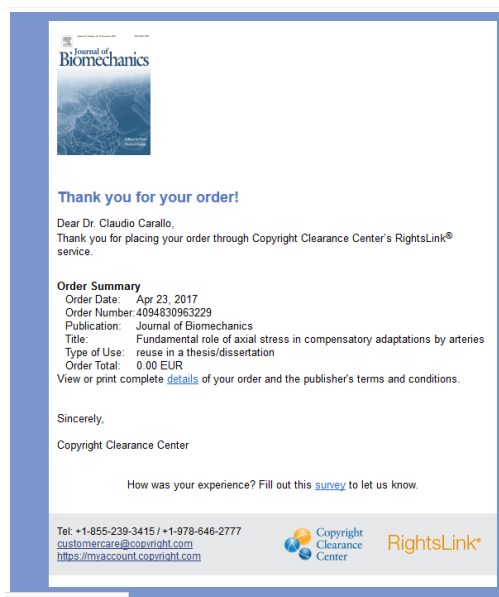 Journal of
Biomechanics
Thank you for your order!
Dear Dr. Claudio Carallo,
Thank you for placing your order through Copyright Clearance Center's RightsLink®
service.
Order Summary
Order Date: Apr 23, 2017
Order Number: 4094830963229
Publication: Journal of Biomechanics
Title: Fundamental role of axial stress in compensatory adaptations by arteries
Type of Use: reuse in a thesis/dissertation
Order Total: 0.00 EUR
View or print complete details of your order and the publisher's terms and conditions.
Sincerely,
Copyright Clearance Center
How was your experience? Fill out this survey to let us know.
Tel: +1-855-239-3415 / +1-978-646-2777
customercare@copyright.com
https://myaccount.copyright.com
Copyright
Clearance
Center
RightsLink®